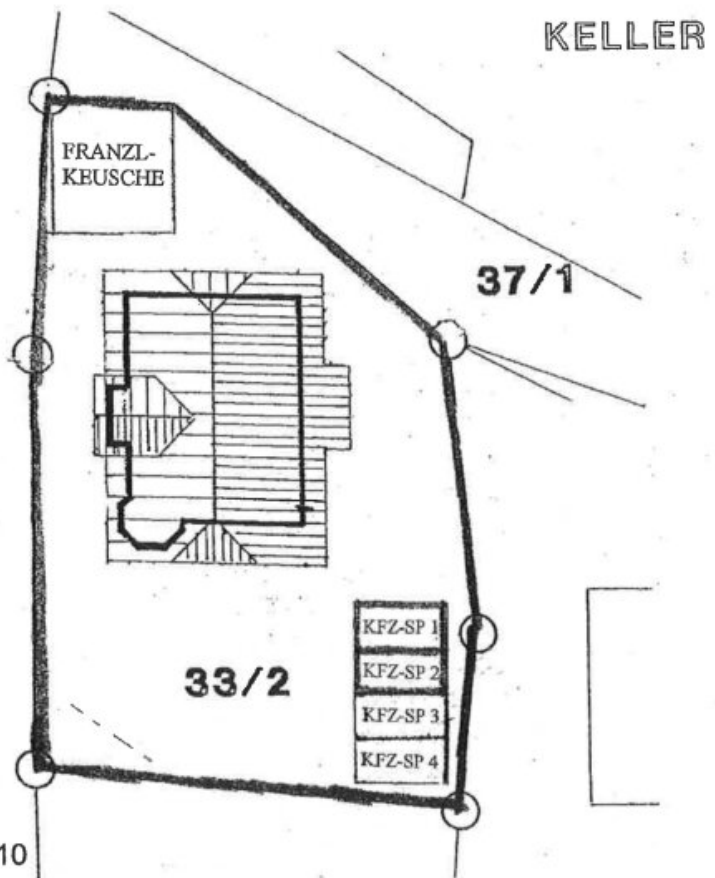 KELLER
FRANZL-
KEUSCHE
37/1
KFZ-SP 1
KFZ-SP 2
33/2
KFZ-SP 3
KFZ-SP 4
10